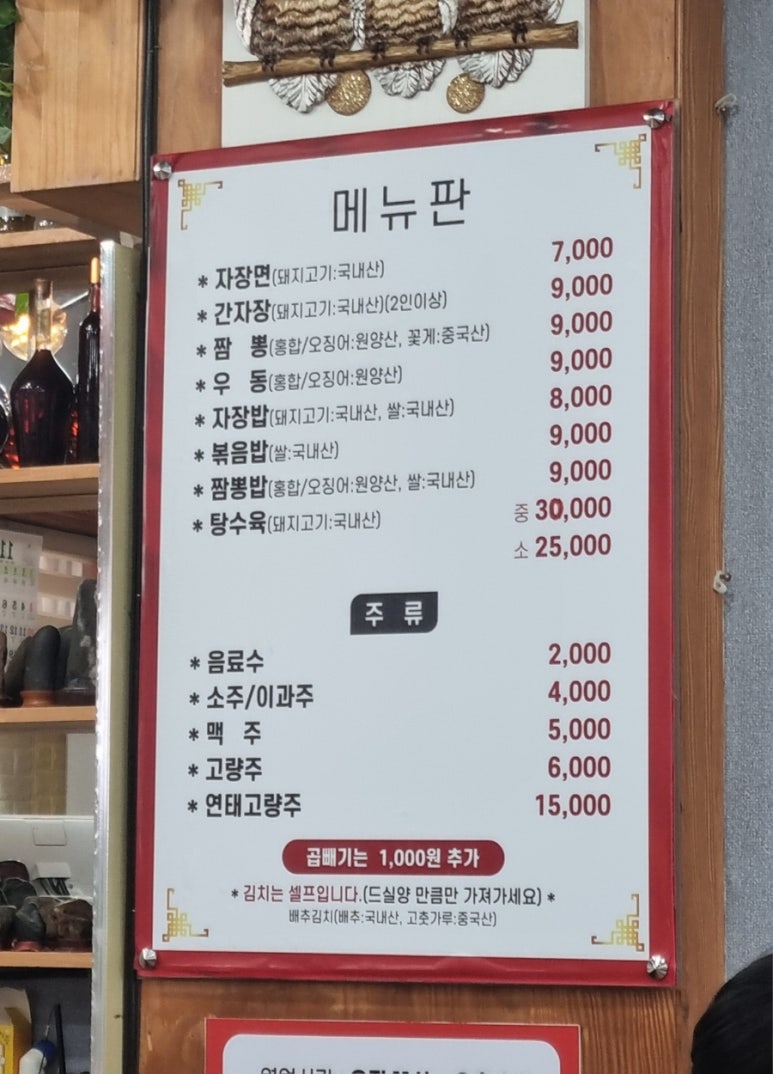 메뉴판
* 자장면(돼지고기:국내산) 7,000
* 간자장(돼지고기:국내산)(2인이상) 9,000
* 짬 뽕(홍합/오징어:원양산, 꽃게:중국산) 9,000
* 우 동(홍합/오징어:원양산) 9,000
* 자장밥(돼지고기:국내산, 쌀:국내산) 8,000
* 볶음밥(쌀:국내산) 9,000
* 짬뽕밥(홍합/오징어:원양산, 쌀:국내산) 9,000
* 탕수육(돼지고기:국내산) 중 30,000
소 25,000
주 류
* 음료수 2,000
* 소주/이과주 4,000
* 맥 주 5,000
* 고량주 6,000
* 연태고량주 15,000
곱빼기는 1,000원 추가
* 김치는 셀프입니다.(드실양 만큼만 가져가세요) *
배추김치(배추:국내산, 고춧가루:중국산)
11